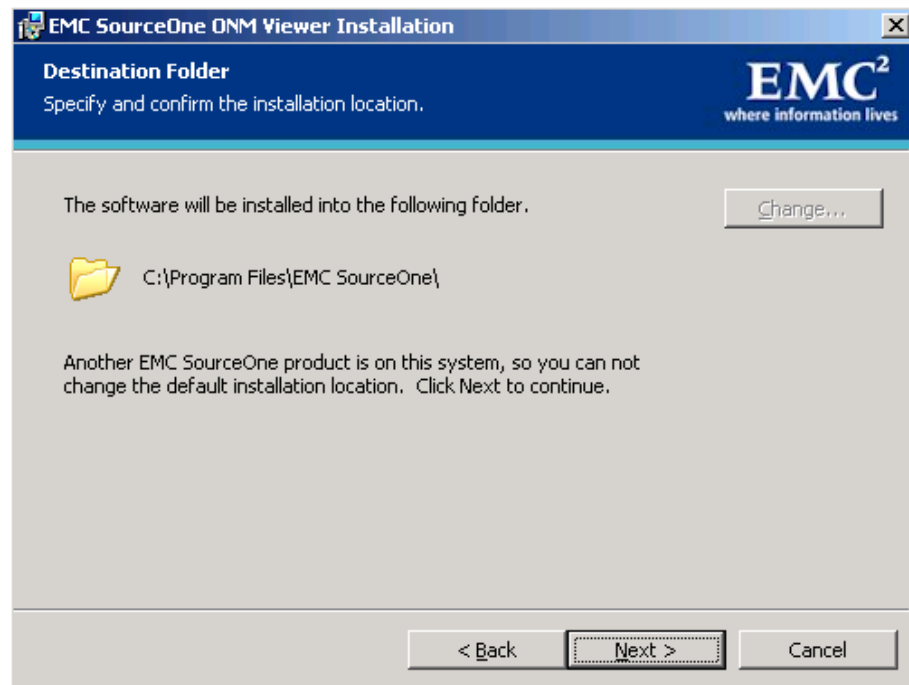 EMC SourceOne ONM Viewer Installation
Destination Folder
Specify and confirm the installation location.
EMC²
where information lives
The software will be installed into the following folder.
Change...
C:\Program Files\EMC SourceOne\
Another EMC SourceOne product is on this system, so you can not
change the default installation location.  Click Next to continue.
< Back
Next >
Cancel